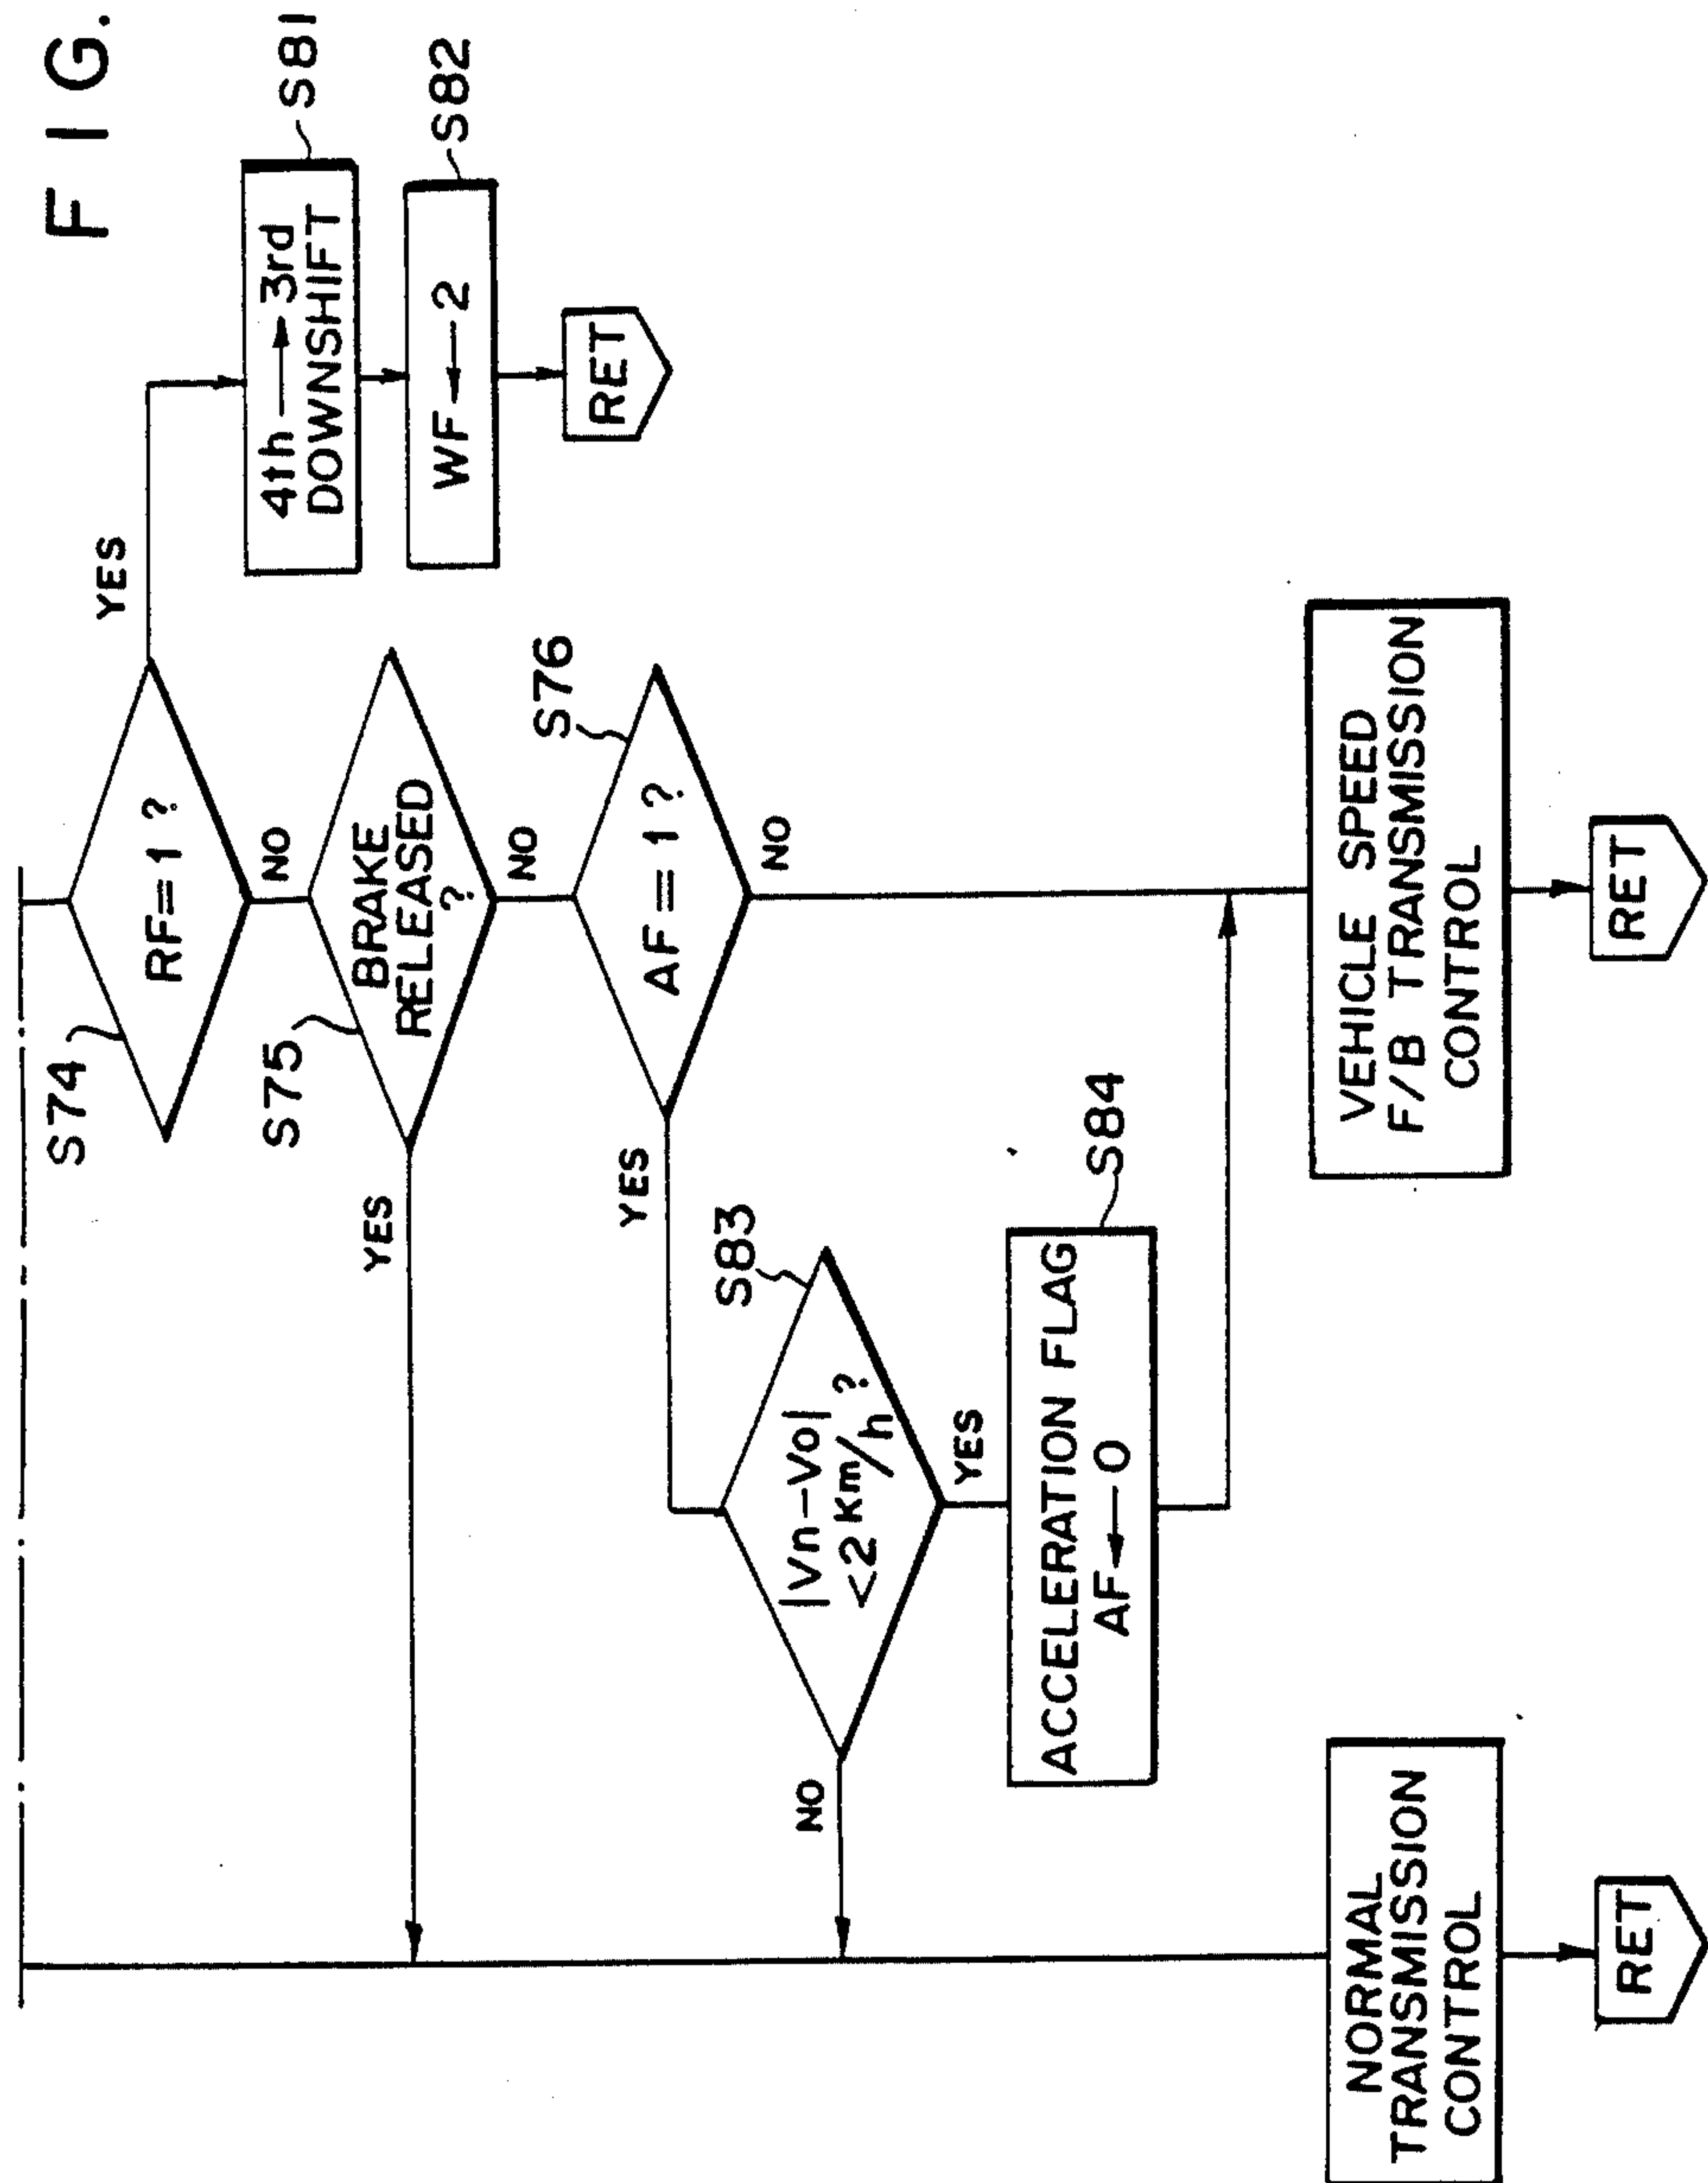 FIG.
S74
RF=1 ?
YES
NO
4th → 3rd
DOWNSHIFT
S81
WF ← 2
S82
RET
S75
BRAKE
RELEASED
?
YES
NO
S76
AF=1 ?
YES
NO
S83
|Vn-Vo|
<2 Km/h ?
NO
YES
ACCELERATION FLAG
AF ← 0
S84
NORMAL
TRANSMISSION
CONTROL
RET
VEHICLE SPEED
F/B TRANSMISSION
CONTROL
RET